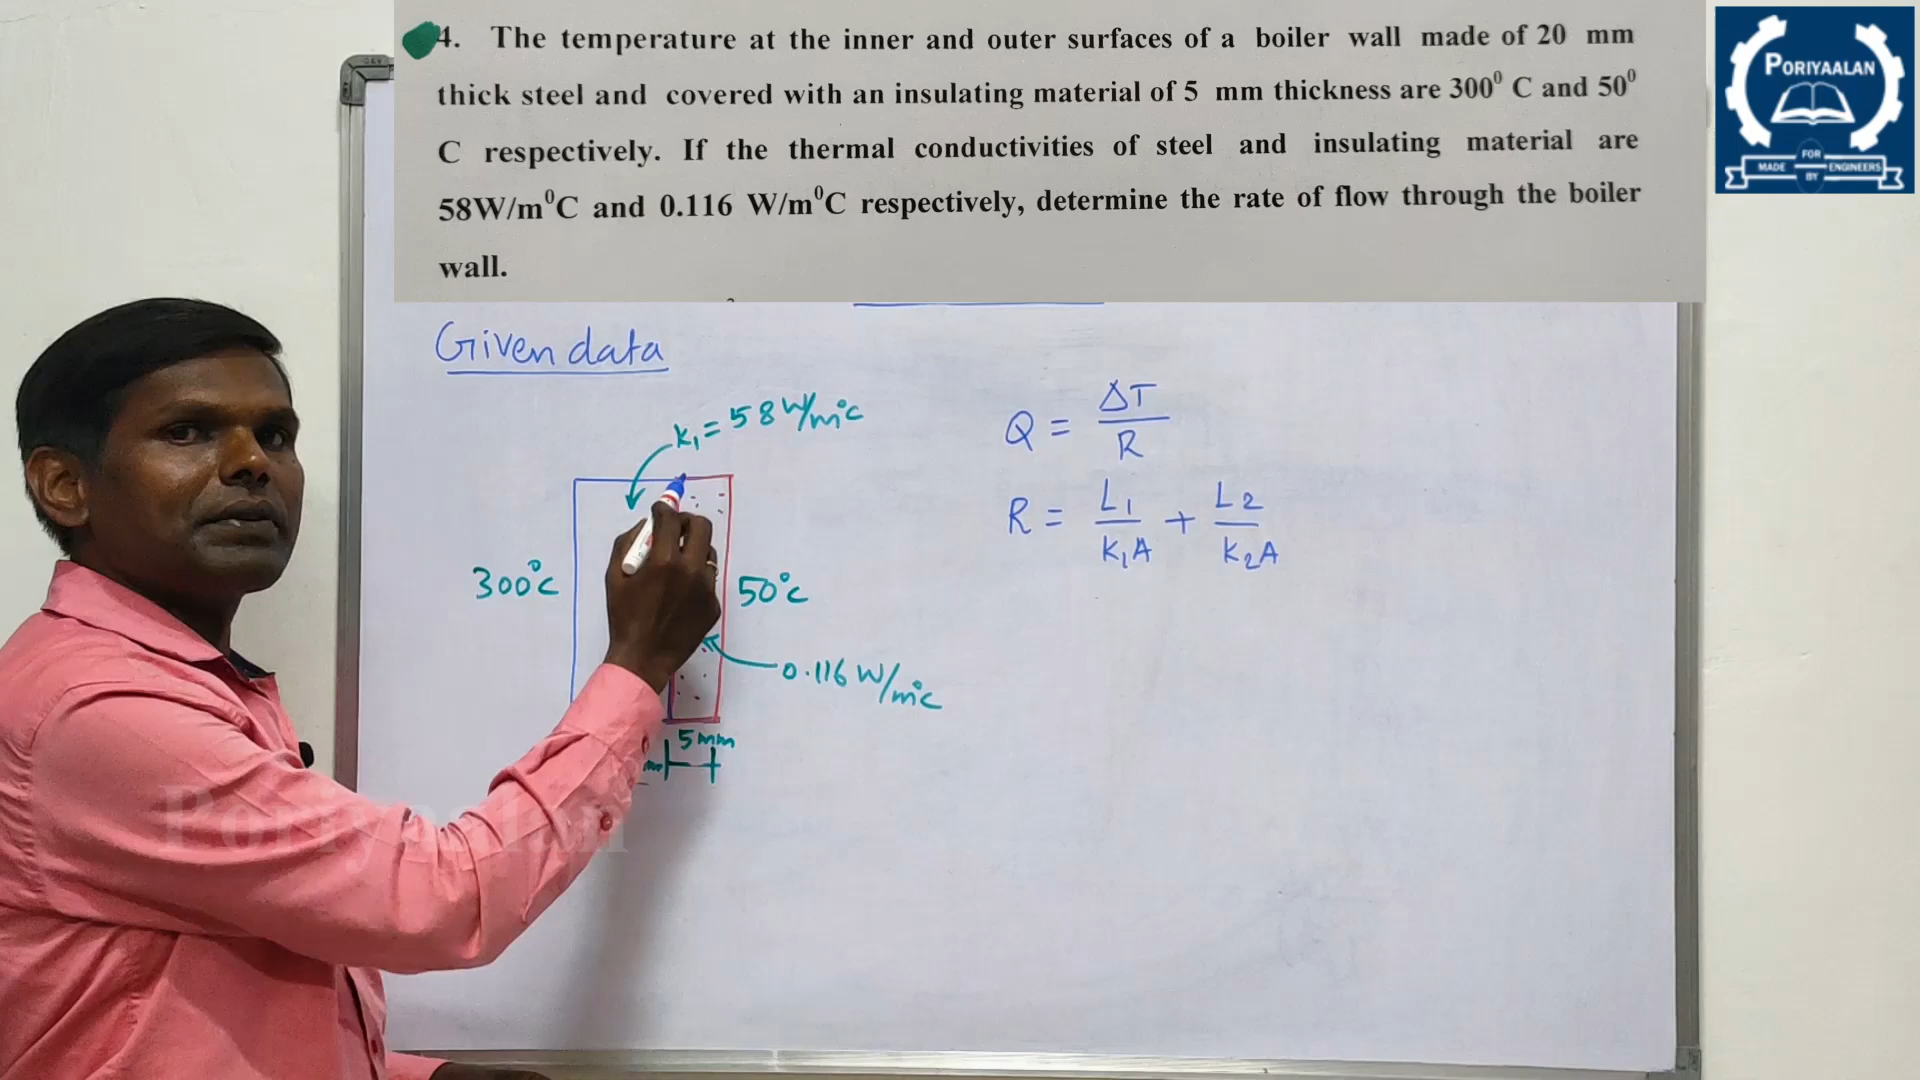 4. The temperature at the inner and outer surfaces of a boiler wall made of 20 mm
thick steel and covered with an insulating material of 5 mm thickness are 300⁰ C and 50⁰
C respectively. If the thermal conductivities of steel and insulating material are
58W/m⁰C and 0.116 W/m⁰C respectively, determine the rate of flow through the boiler
wall.
PORIYAALAN
MADE FOR ENGINEERS
BY
Given data
K₁ = 58 W/m°C
300°C
50°C
0.116 W/m°C
5mm
Q = ΔT/R
R = L₁/K₁A + L2/K₂A
Poriyaalan